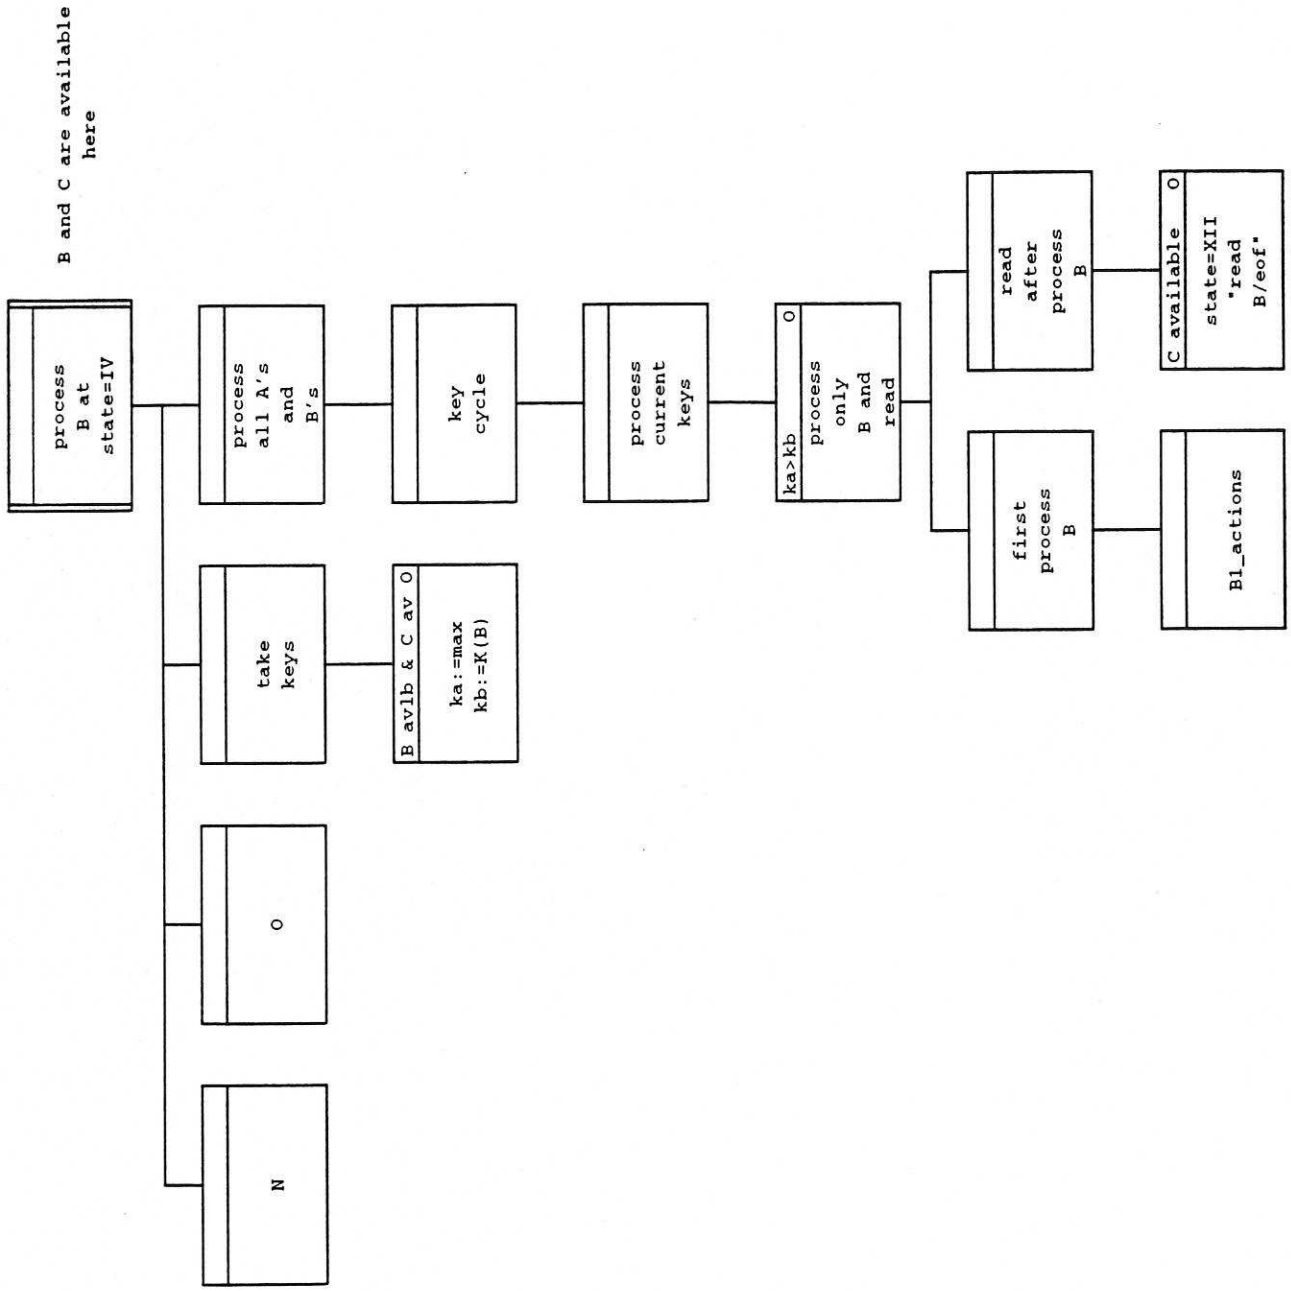 process
B at
state=IV
B and C are available
here
N
O
take
keys
process
all A's
and
B's
B avlb & C av O
ka:=max
kb:=K(B)
key
cycle
process
current
keys
ka>kb O
process
only
B and
read
first
process
B
read
after
process
B
B1_actions
C available O
state=XII
"read
B/eof"